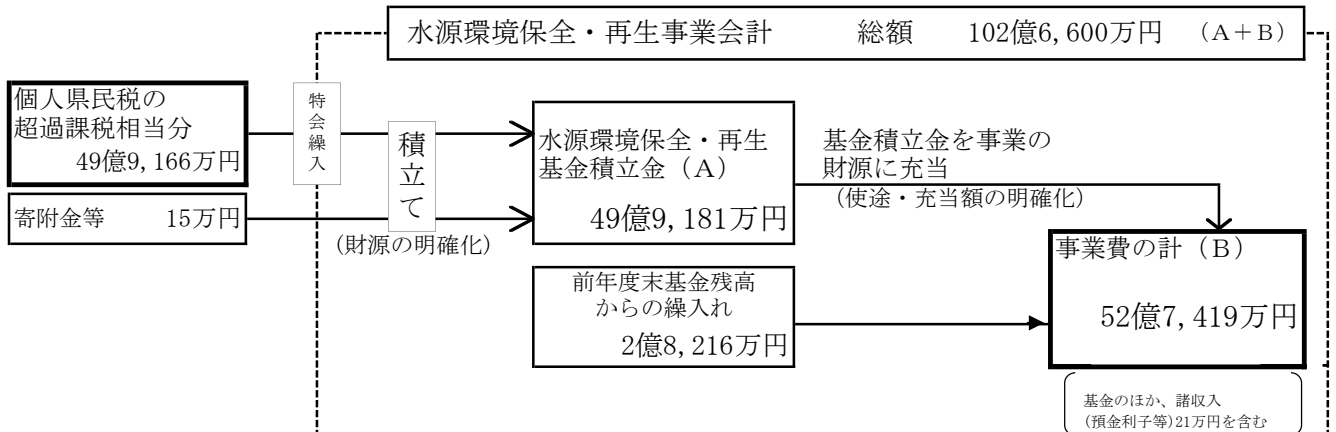 水源環境保全・再生事業会計　　総額　　102億6,600万円　（A+B）
個人県民税の
超過課税相当分
49億9,166万円
特会繰入
積立て
寄附金等　　15万円
(財源の明確化)
水源環境保全・再生
基金積立金（A）
49億9,181万円
基金積立金を事業の
財源に充当
(使途・充当額の明確化)
前年度末基金残高
からの繰入れ
2億8,216万円
事業費の計（B）
52億7,419万円
基金のほか、諸収入
(預金利子等)21万円を含む